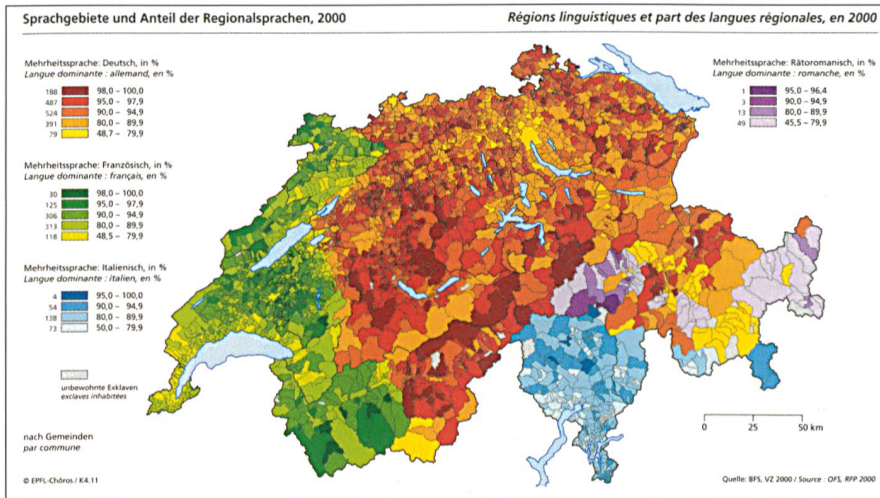 Sprachgebiete und Anteil der Regionalsprachen, 2000
Régions linguistiques et part des langues régionales, en 2000
Mehrheitssprache: Deutsch, in %
Langue dominante : allemand, en %
188 98,0 – 100,0
487 95,0 – 97,9
524 90,0 – 94,9
391 80,0 – 89,9
79 48,7 – 79,9
Mehrheitssprache: Französisch, in %
Langue dominante : français, en %
30 98,0 – 100,0
125 95,0 – 97,9
306 90,0 – 94,9
313 80,0 – 89,9
118 48,5 – 79,9
Mehrheitssprache: Italienisch, in %
Langue dominante : italien, en %
4 95,0 – 100,0
54 90,0 – 94,9
138 80,0 – 89,9
73 50,0 – 79,9
unbewohnte Exklaven
exclaves inhabitées
nach Gemeinden
par commune
© EPFL-Chôros / K4.11
Mehrheitssprache: Rätoromanisch, in %
Langue dominante : romanche, en %
1 95,0 – 96,4
3 90,0 – 94,9
13 80,0 – 89,9
49 45,5 – 79,9
0 25 50 km
Quelle: BFS, VZ 2000 / Source : OFS, RFP 2000